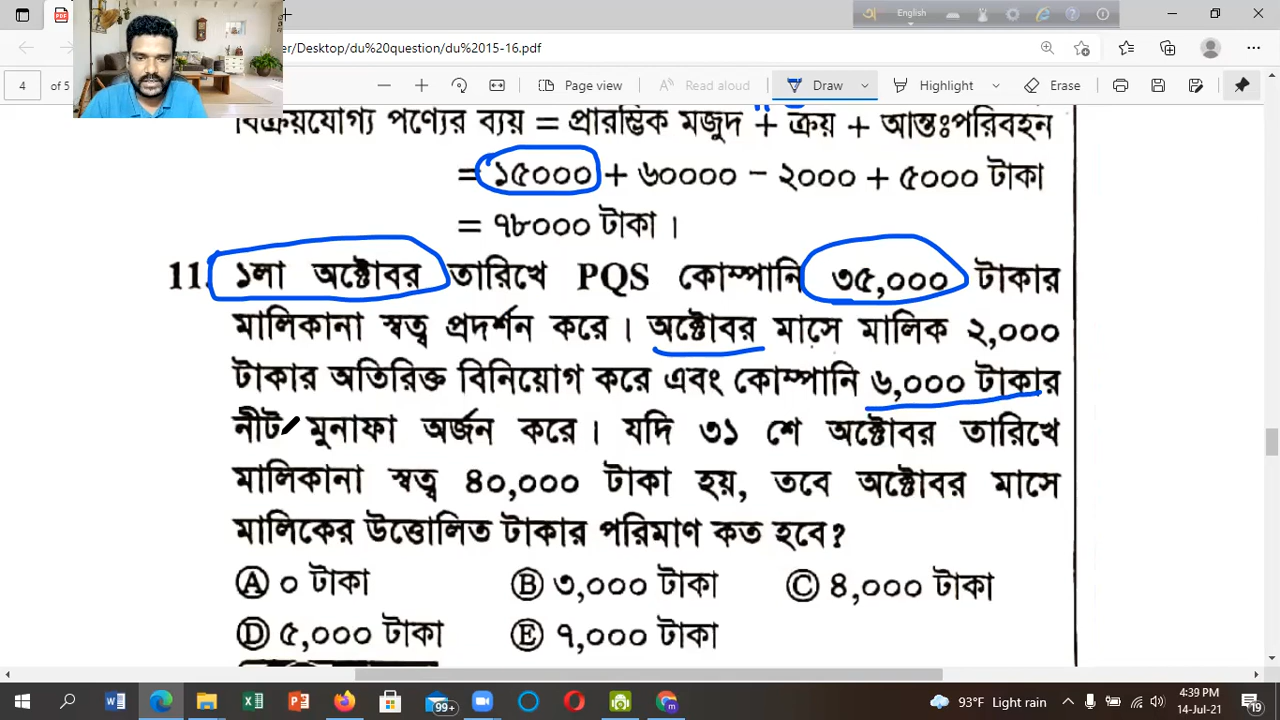 English
er/Desktop/du%20question/du%2015-16.pdf
4 of 5 Page view Read aloud Draw Highlight Erase
বিক্রয়যোগ্য পণ্যের ব্যয় = প্রারম্ভিক মজুদ + ক্রয় + আন্তঃপরিবহন
= ১৫০০০ + ৬০০০০ − ২০০০ + ৫০০০ টাকা
= ৭৮০০০ টাকা ।
11. ১লা অক্টোবর তারিখে PQS কোম্পানি ৩৫,০০০ টাকার
মালিকানা স্বত্ব প্রদর্শন করে । অক্টোবর মাসে মালিক ২,০০০
টাকার অতিরিক্ত বিনিয়োগ করে এবং কোম্পানি ৬,০০০ টাকার
নীট মুনাফা অর্জন করে । যদি ৩১ শে অক্টোবর তারিখে
মালিকানা স্বত্ব ৪০,০০০ টাকা হয়, তবে অক্টোবর মাসে
মালিকের উত্তোলিত টাকার পরিমাণ কত হবে?
Ⓐ ০ টাকা Ⓑ ৩,০০০ টাকা Ⓒ ৪,০০০ টাকা
Ⓓ ৫,০০০ টাকা Ⓔ ৭,০০০ টাকা
99+ 93°F Light rain 4:39 PM
14-Jul-21 19